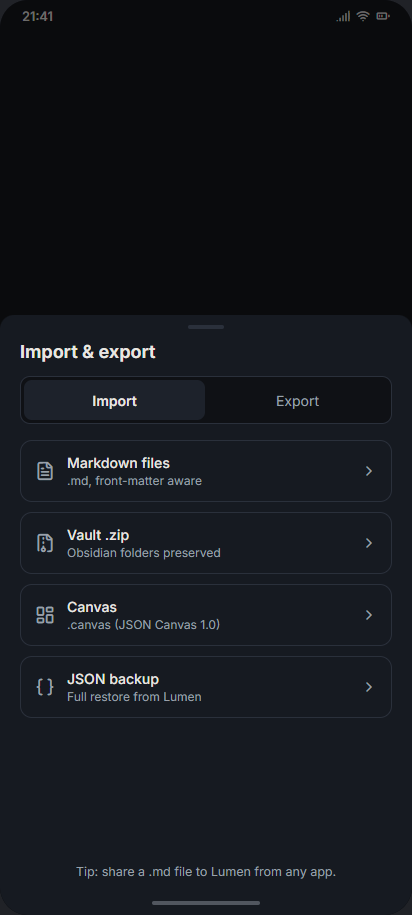 21:41
Import & export
Import
Export
Markdown files
.md, front-matter aware
Vault .zip
Obsidian folders preserved
Canvas
.canvas (JSON Canvas 1.0)
JSON backup
Full restore from Lumen
Tip: share a .md file to Lumen from any app.